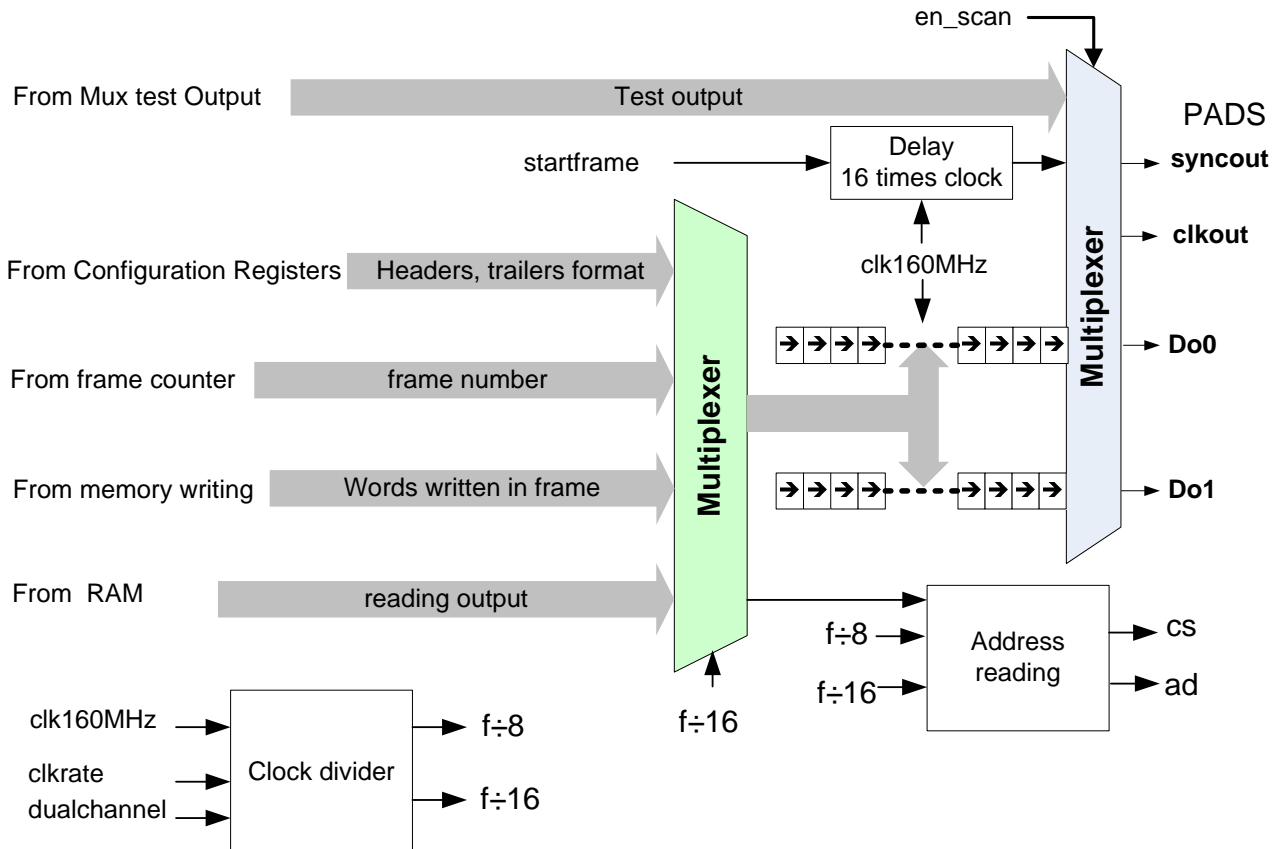 en_scan
From Mux test Output
Test output
PADS
startframe
Delay
16 times clock
syncout
clkout
From Configuration Registers
Headers, trailers format
clk160MHz
Multiplexer
Multiplexer
Do0
From frame counter
frame number
From memory writing
Words written in frame
Do1
From RAM
reading output
f÷8
f÷16
Address
reading
cs
ad
f÷16
clk160MHz
clkrate
dualchannel
Clock divider
f÷8
f÷16